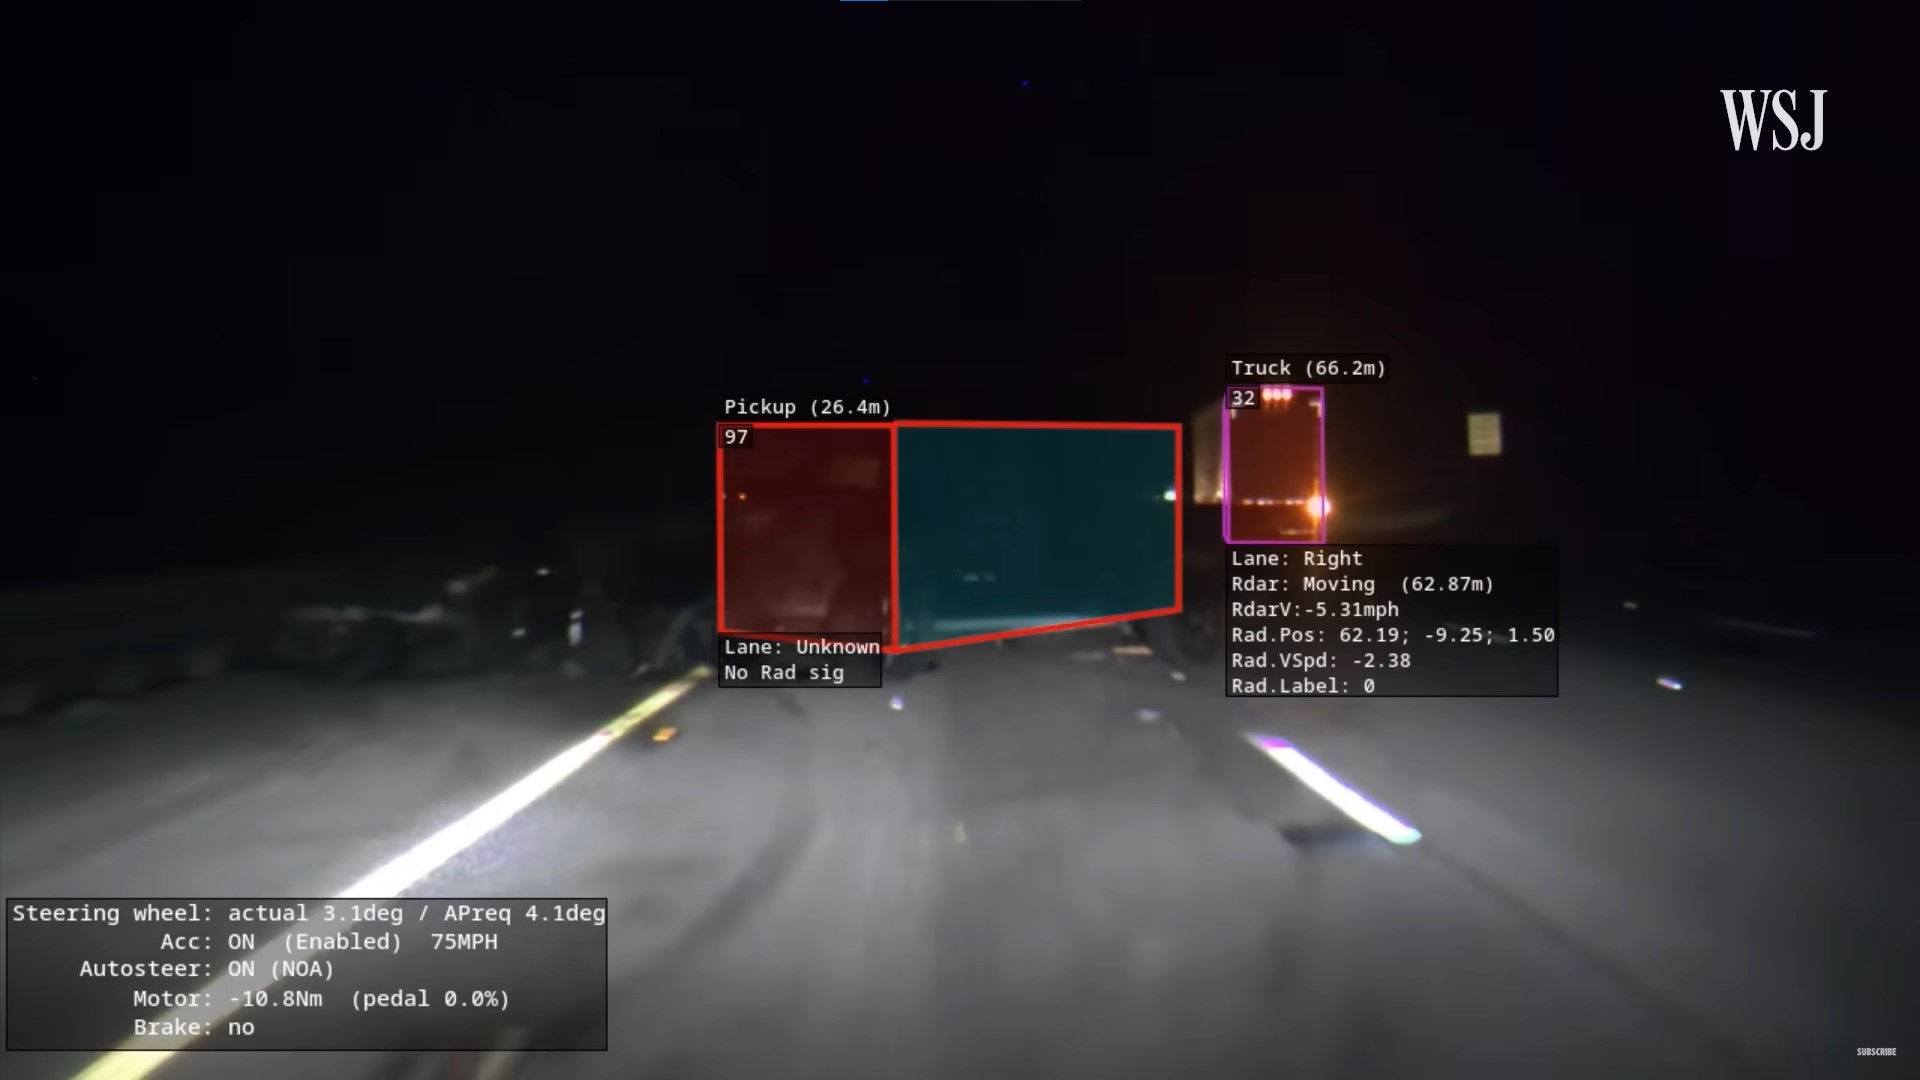 WSJ
Truck (66.2m)
32
Pickup (26.4m)
97
Lane: Right
Rdar: Moving  (62.87m)
RdarV:-5.31mph
Rad.Pos: 62.19; -9.25; 1.50
Rad.VSpd: -2.38
Rad.Label: 0
Lane: Unknown
No Rad sig
Steering wheel: actual 3.1deg / APreq 4.1deg
Acc: ON  (Enabled)  75MPH
Autosteer: ON (NOA)
Motor: -10.8Nm  (pedal 0.0%)
Brake: no
SUBSCRIBE